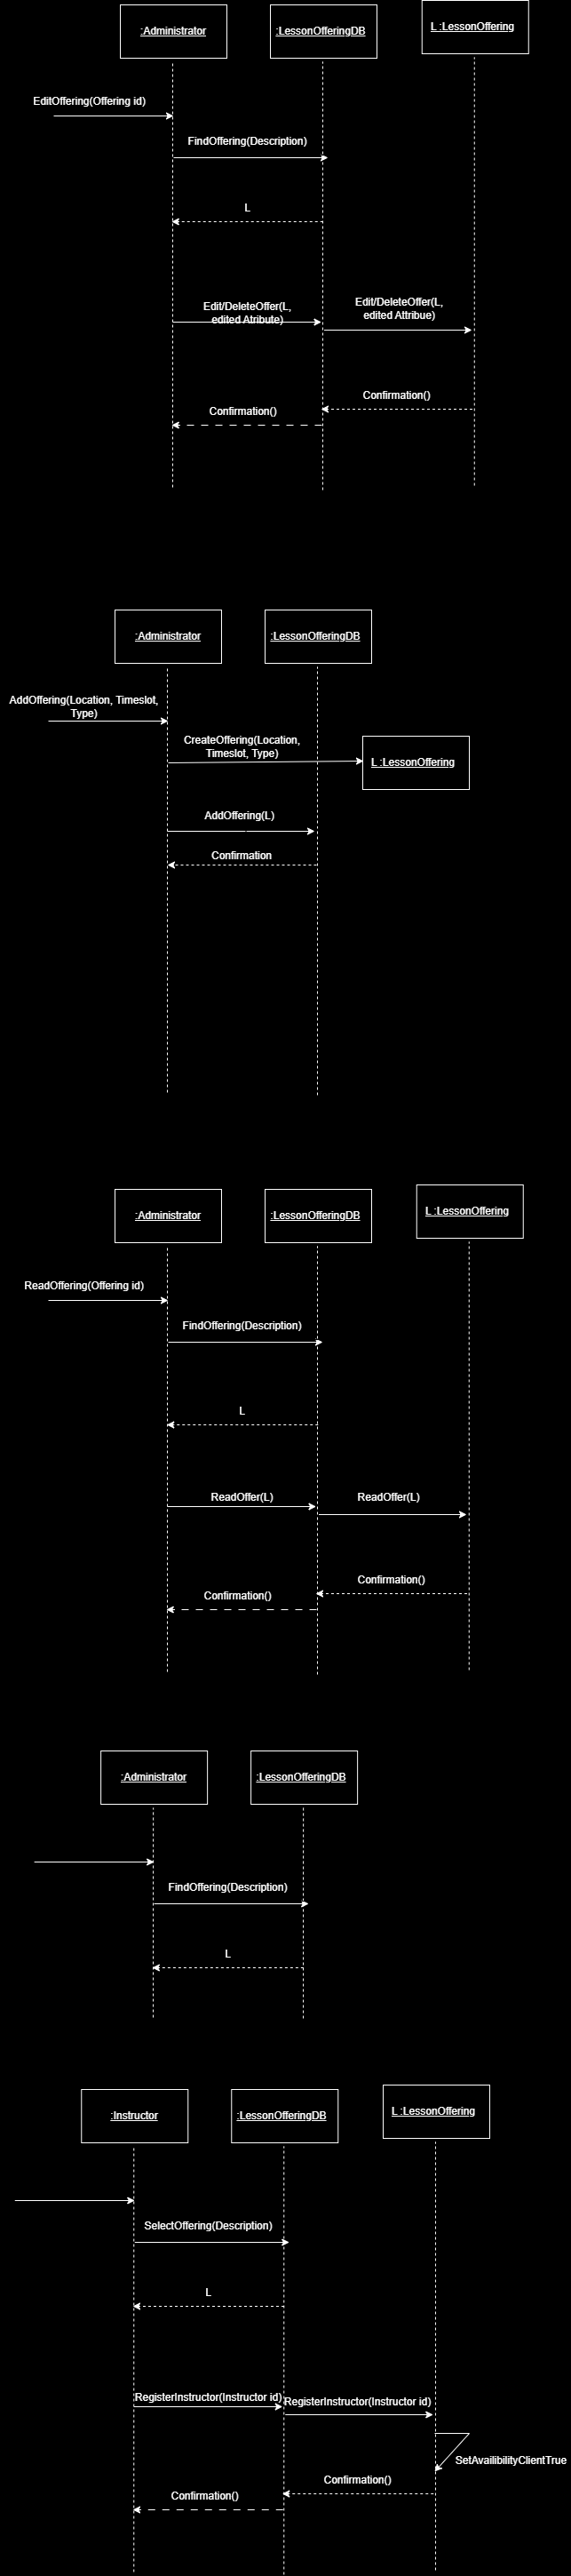 :Administrator
:LessonOfferingDB
L :LessonOffering
EditOffering(Offering id)
FindOffering(Description)
L
Edit/DeleteOffer(L,
edited Atribute)
Edit/DeleteOffer(L,
edited Attribue)
Confirmation()
Confirmation()
:Administrator
:LessonOfferingDB
AddOffering(Location, Timeslot,
Type)
CreateOffering(Location,
Timeslot, Type)
L :LessonOffering
AddOffering(L)
Confirmation
:Administrator
:LessonOfferingDB
L :LessonOffering
ReadOffering(Offering id)
FindOffering(Description)
L
ReadOffer(L)
ReadOffer(L)
Confirmation()
Confirmation()
:Administrator
:LessonOfferingDB
FindOffering(Description)
L
:Instructor
:LessonOfferingDB
L :LessonOffering
SelectOffering(Description)
L
RegisterInstructor(Instructor id)
RegisterInstructor(Instructor id)
SetAvailibilityClientTrue
Confirmation()
Confirmation()